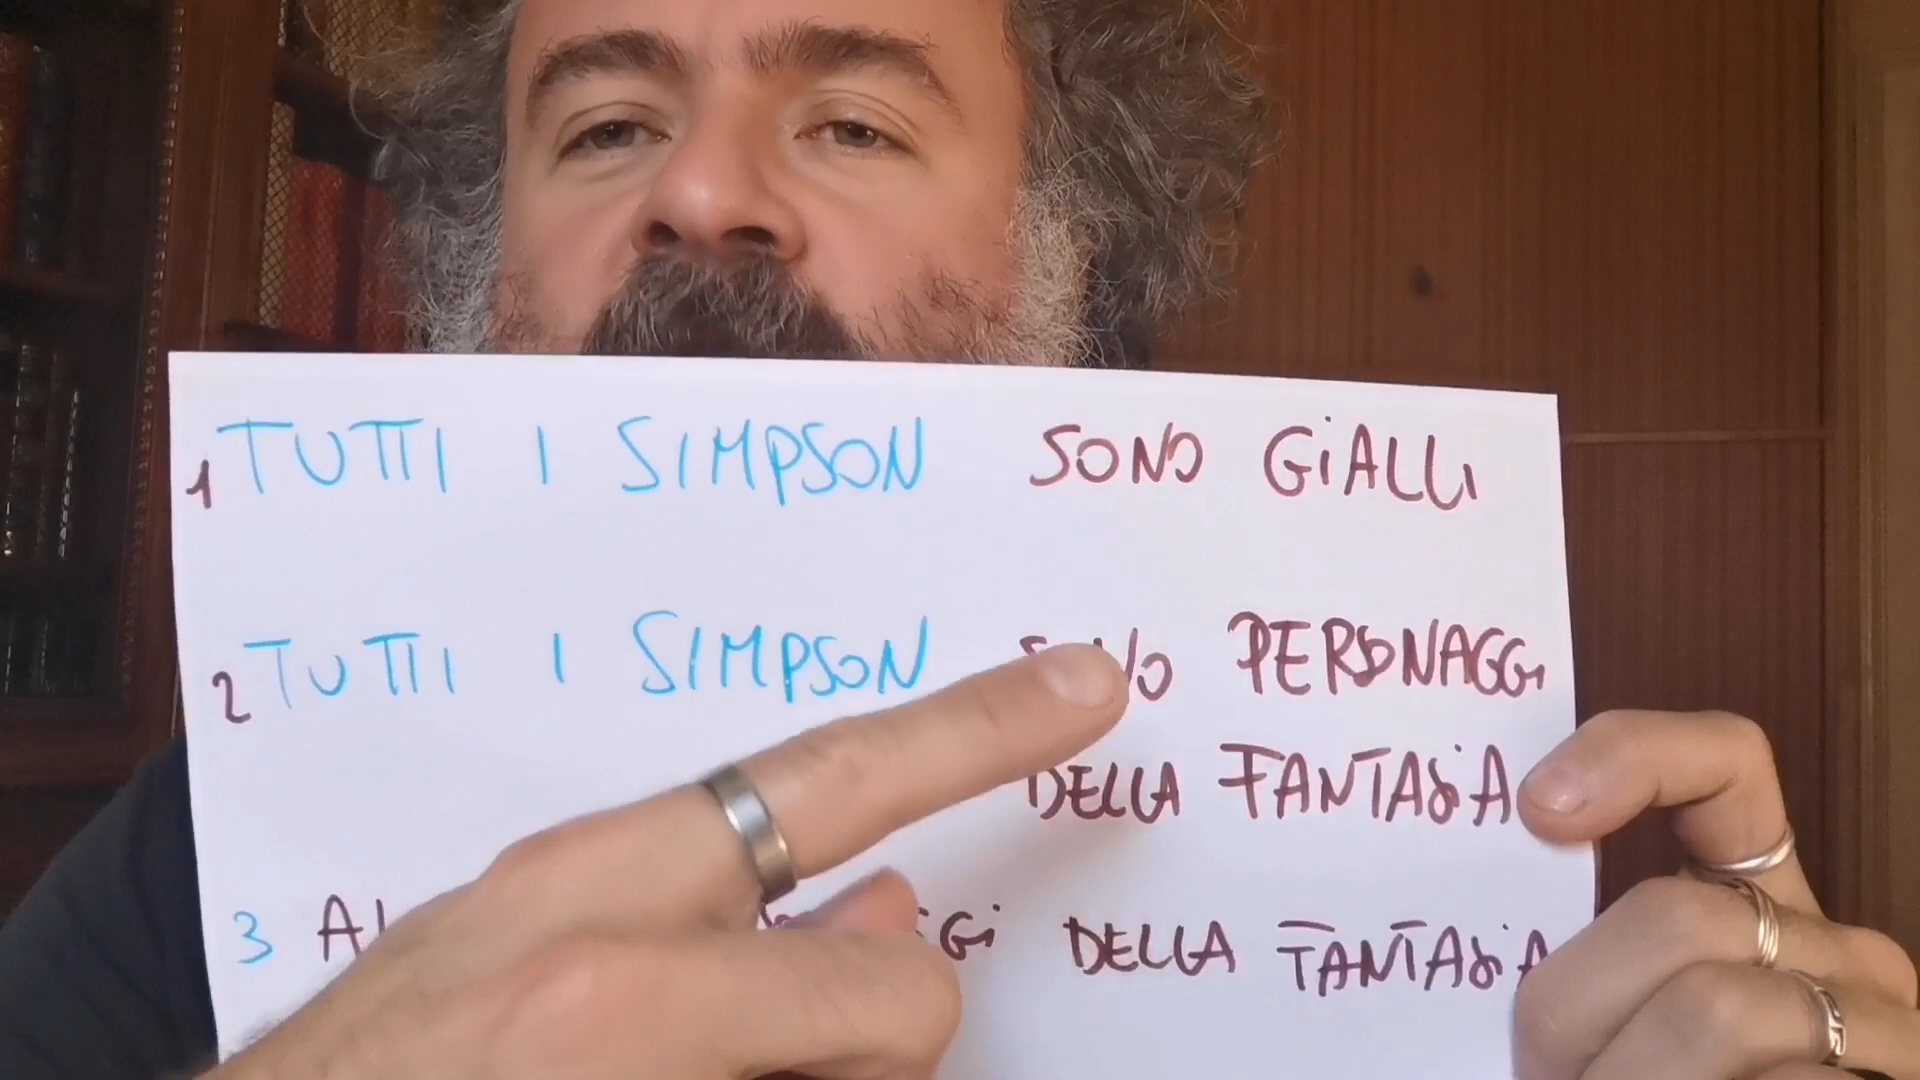 1 TUTTI I SIMPSON SONO GiALLi
2 TUTTI I SIMPSON PERSONAGGi
DELLA FANTASiA
3 DELLA FANTASiA